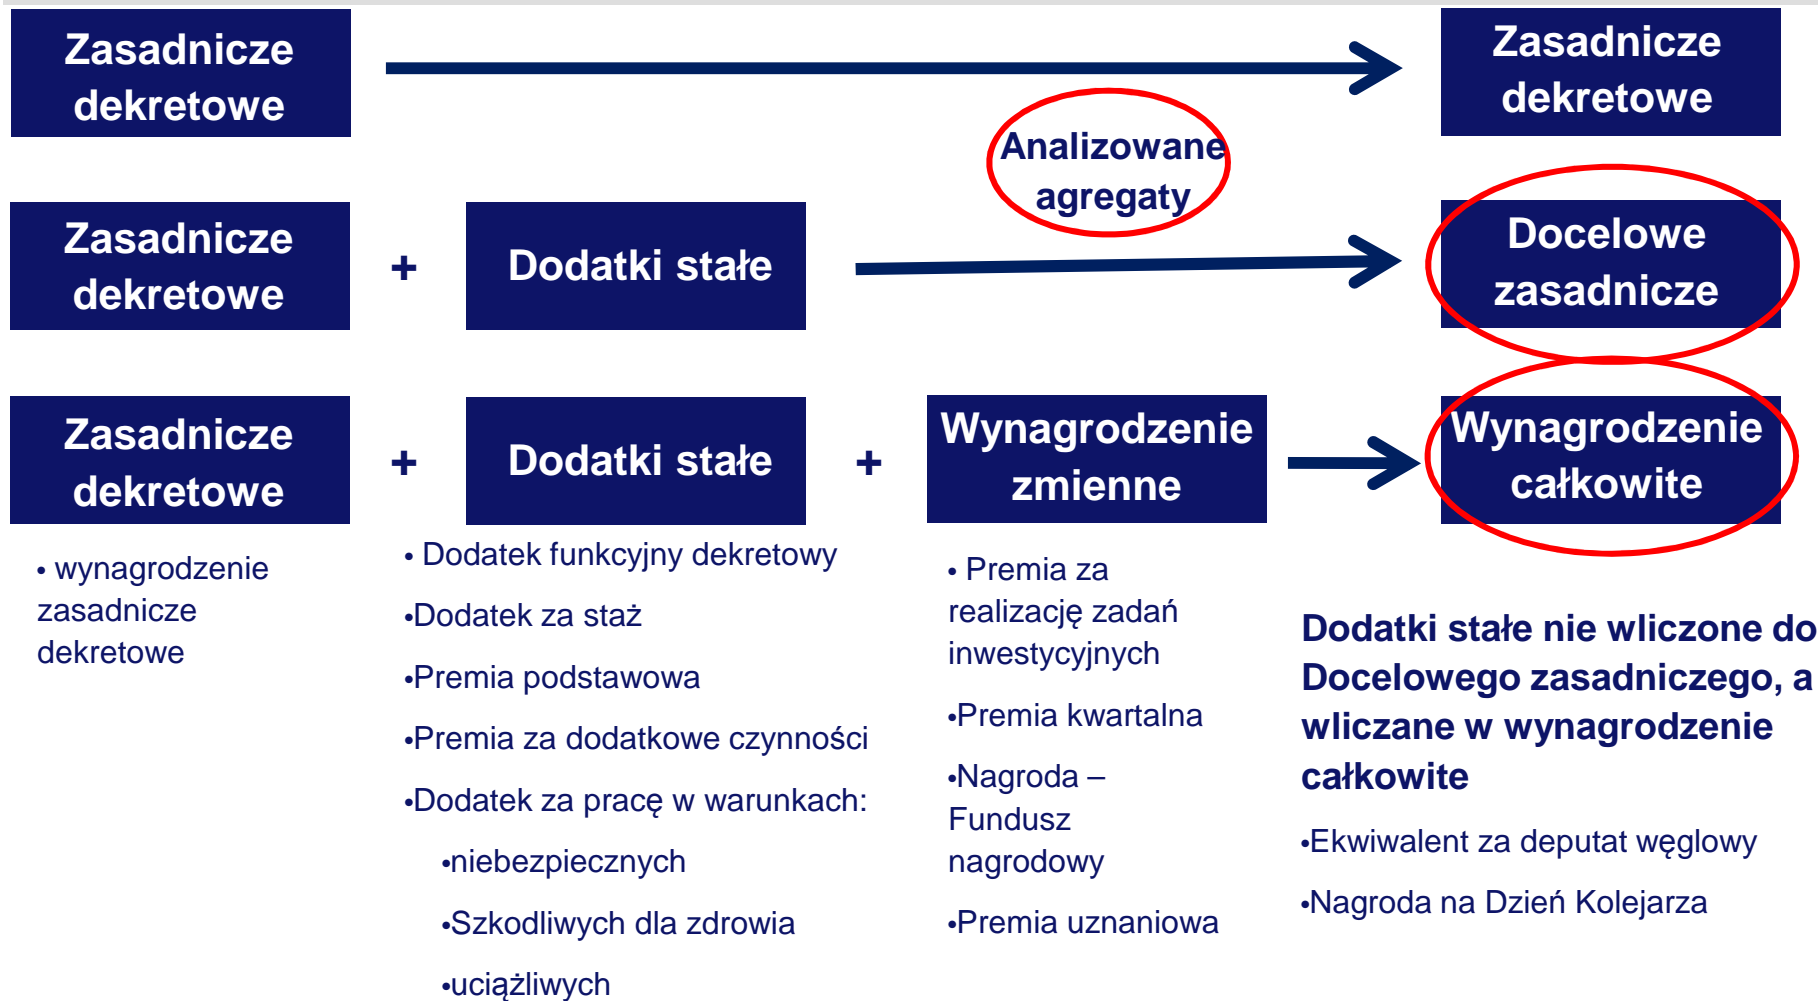 Zasadnicze
dekretowe
Zasadnicze
dekretowe
Analizowane
agregaty
Zasadnicze
dekretowe
+
Dodatki stałe
Docelowe
zasadnicze
Zasadnicze
dekretowe
+
Dodatki stałe
+
Wynagrodzenie
zmienne
Wynagrodzenie
całkowite
• wynagrodzenie
zasadnicze
dekretowe
• Dodatek funkcyjny dekretowy
•Dodatek za staż
•Premia podstawowa
•Premia za dodatkowe czynności
•Dodatek za pracę w warunkach:
•niebezpiecznych
•Szkodliwych dla zdrowia
•uciążliwych
• Premia za
realizację zadań
inwestycyjnych
•Premia kwartalna
•Nagroda –
Fundusz
nagrodowy
•Premia uznaniowa
Dodatki stałe nie wliczone do
Docelowego zasadniczego, a
wliczane w wynagrodzenie
całkowite
•Ekwiwalent za deputat węglowy
•Nagroda na Dzień Kolejarza